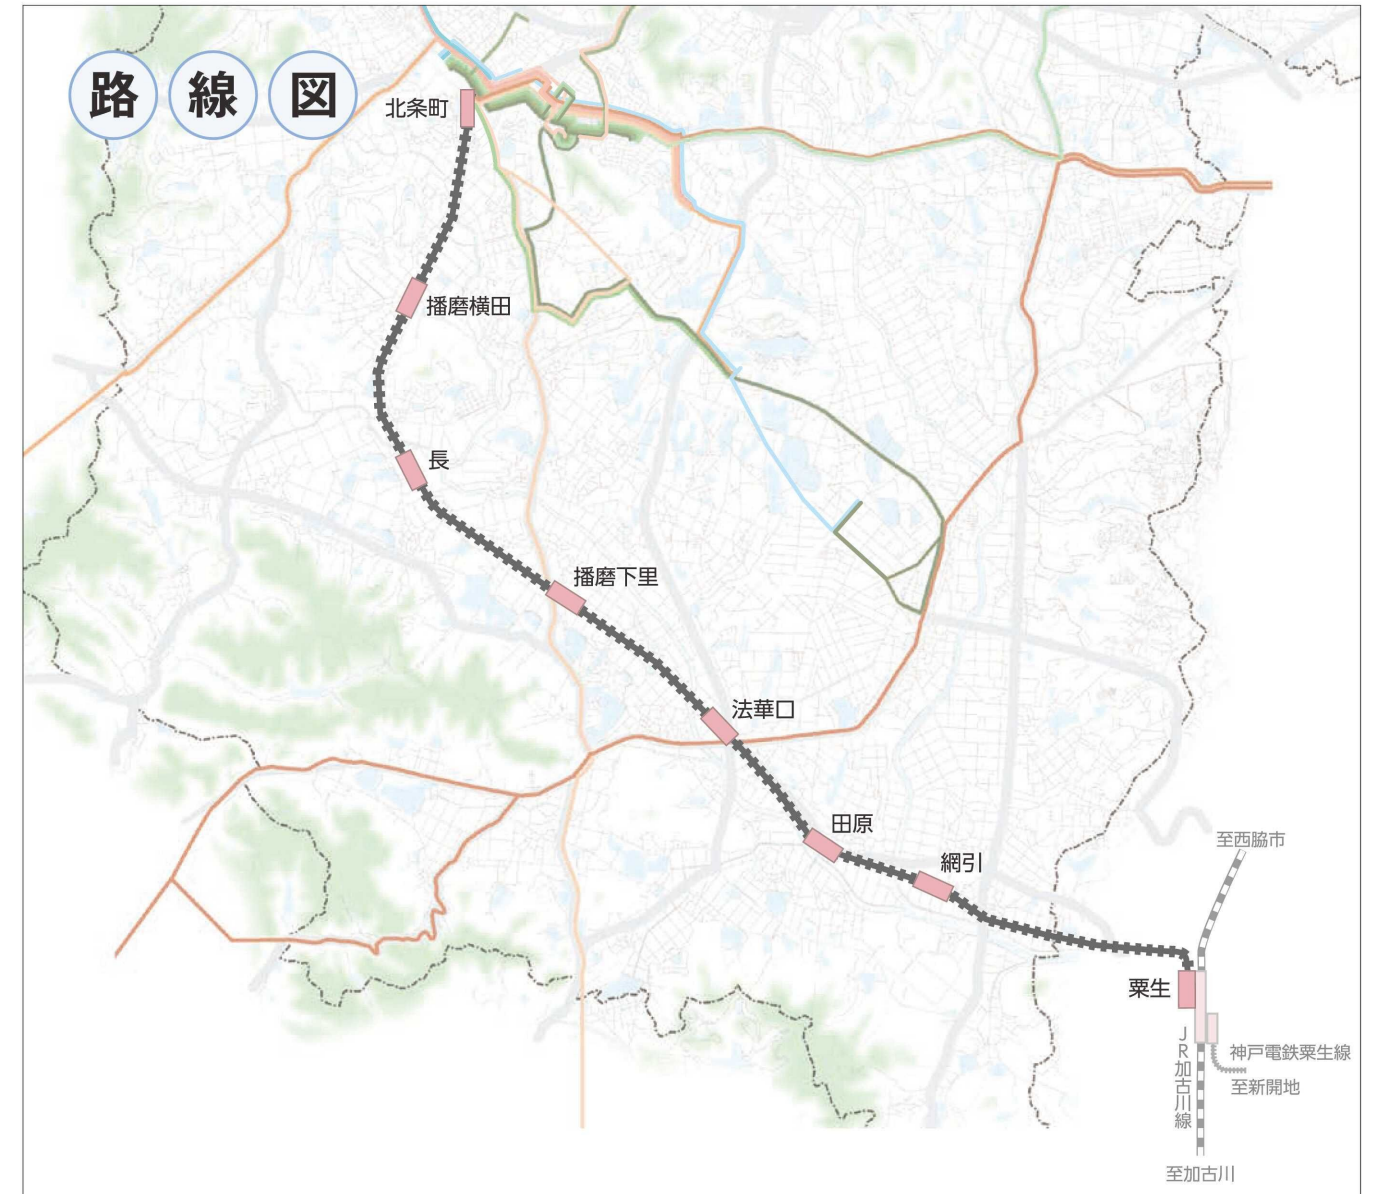 路線図
北条町
播磨横田
長
播磨下里
法華口
田原
網引
至西脇市
粟生
JR加古川線
神戸電鉄粟生線
至新開地
至加古川